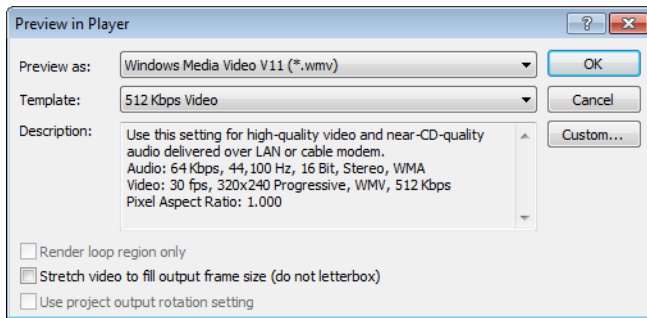 Preview in Player
Preview as: Windows Media Video V11 (*.wmv) OK
Template: 512 Kbps Video Cancel
Description: Use this setting for high-quality video and near-CD-quality Custom...
audio delivered over LAN or cable modem.
Audio: 64 Kbps, 44,100 Hz, 16 Bit, Stereo, WMA
Video: 30 fps, 320x240 Progressive, WMV, 512 Kbps
Pixel Aspect Ratio: 1.000
Render loop region only
Stretch video to fill output frame size (do not letterbox)
Use project output rotation setting